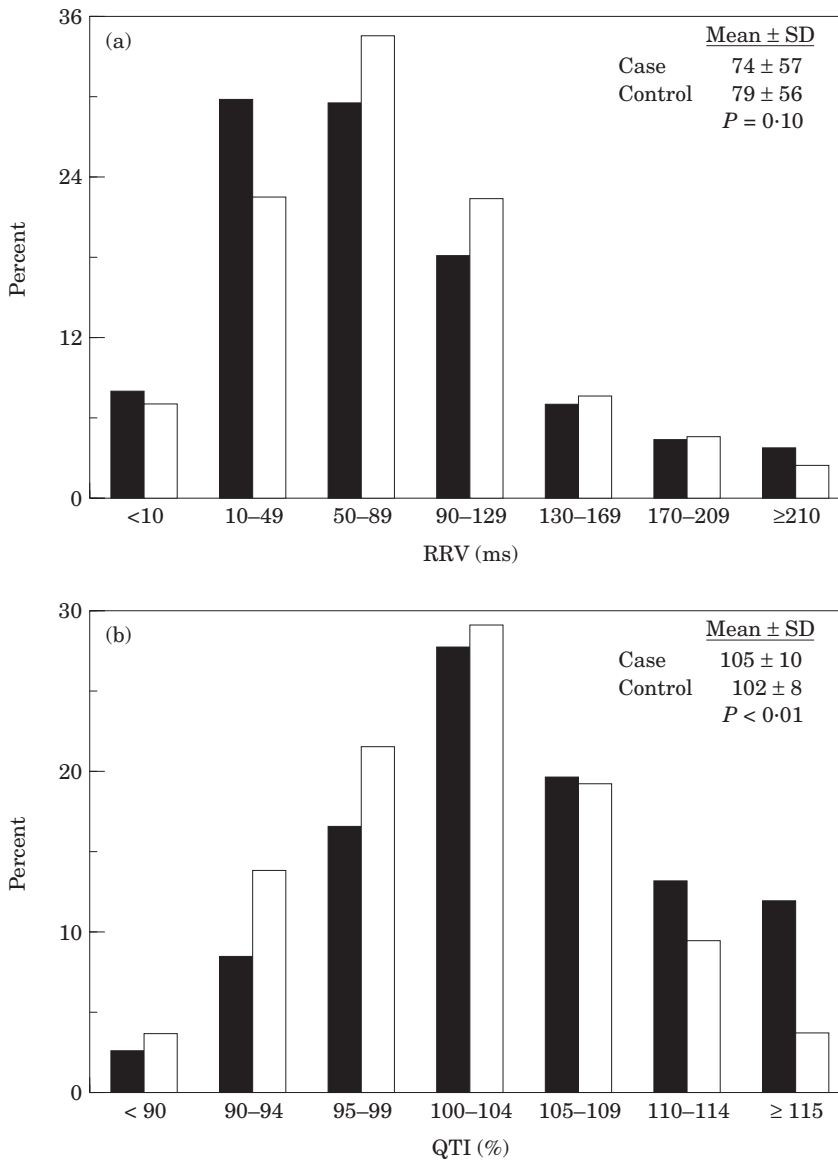 36
(a)
Mean ± SD
Case 74 ± 57
Control 79 ± 56
P = 0·10
24
Percent
12
0
<10 10–49 50–89 90–129 130–169 170–209 ≥210
RRV (ms)
30
(b)
Mean ± SD
Case 105 ± 10
Control 102 ± 8
P < 0·01
20
Percent
10
0
< 90 90–94 95–99 100–104 105–109 110–114 ≥ 115
QTI (%)